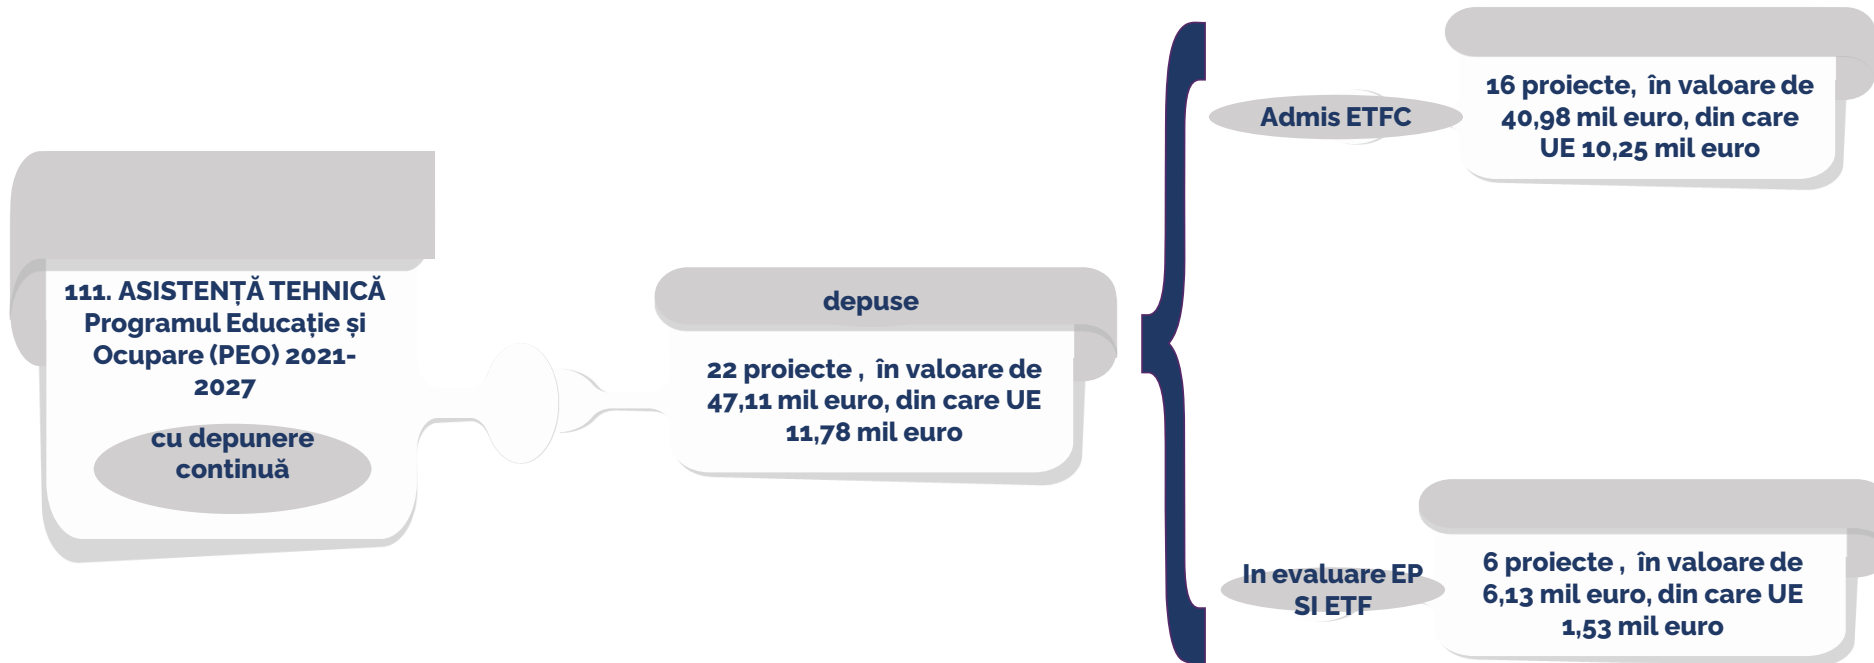 111. ASISTENȚĂ TEHNICĂ
Programul Educație și
Ocupare (PEO) 2021-
2027
cu depunere
continuă
depuse
22 proiecte , în valoare de
47,11 mil euro, din care UE
11,78 mil euro
Admis ETFC
16 proiecte, în valoare de
40,98 mil euro, din care
UE 10,25 mil euro
In evaluare EP
SI ETF
6 proiecte , în valoare de
6,13 mil euro, din care UE
1,53 mil euro